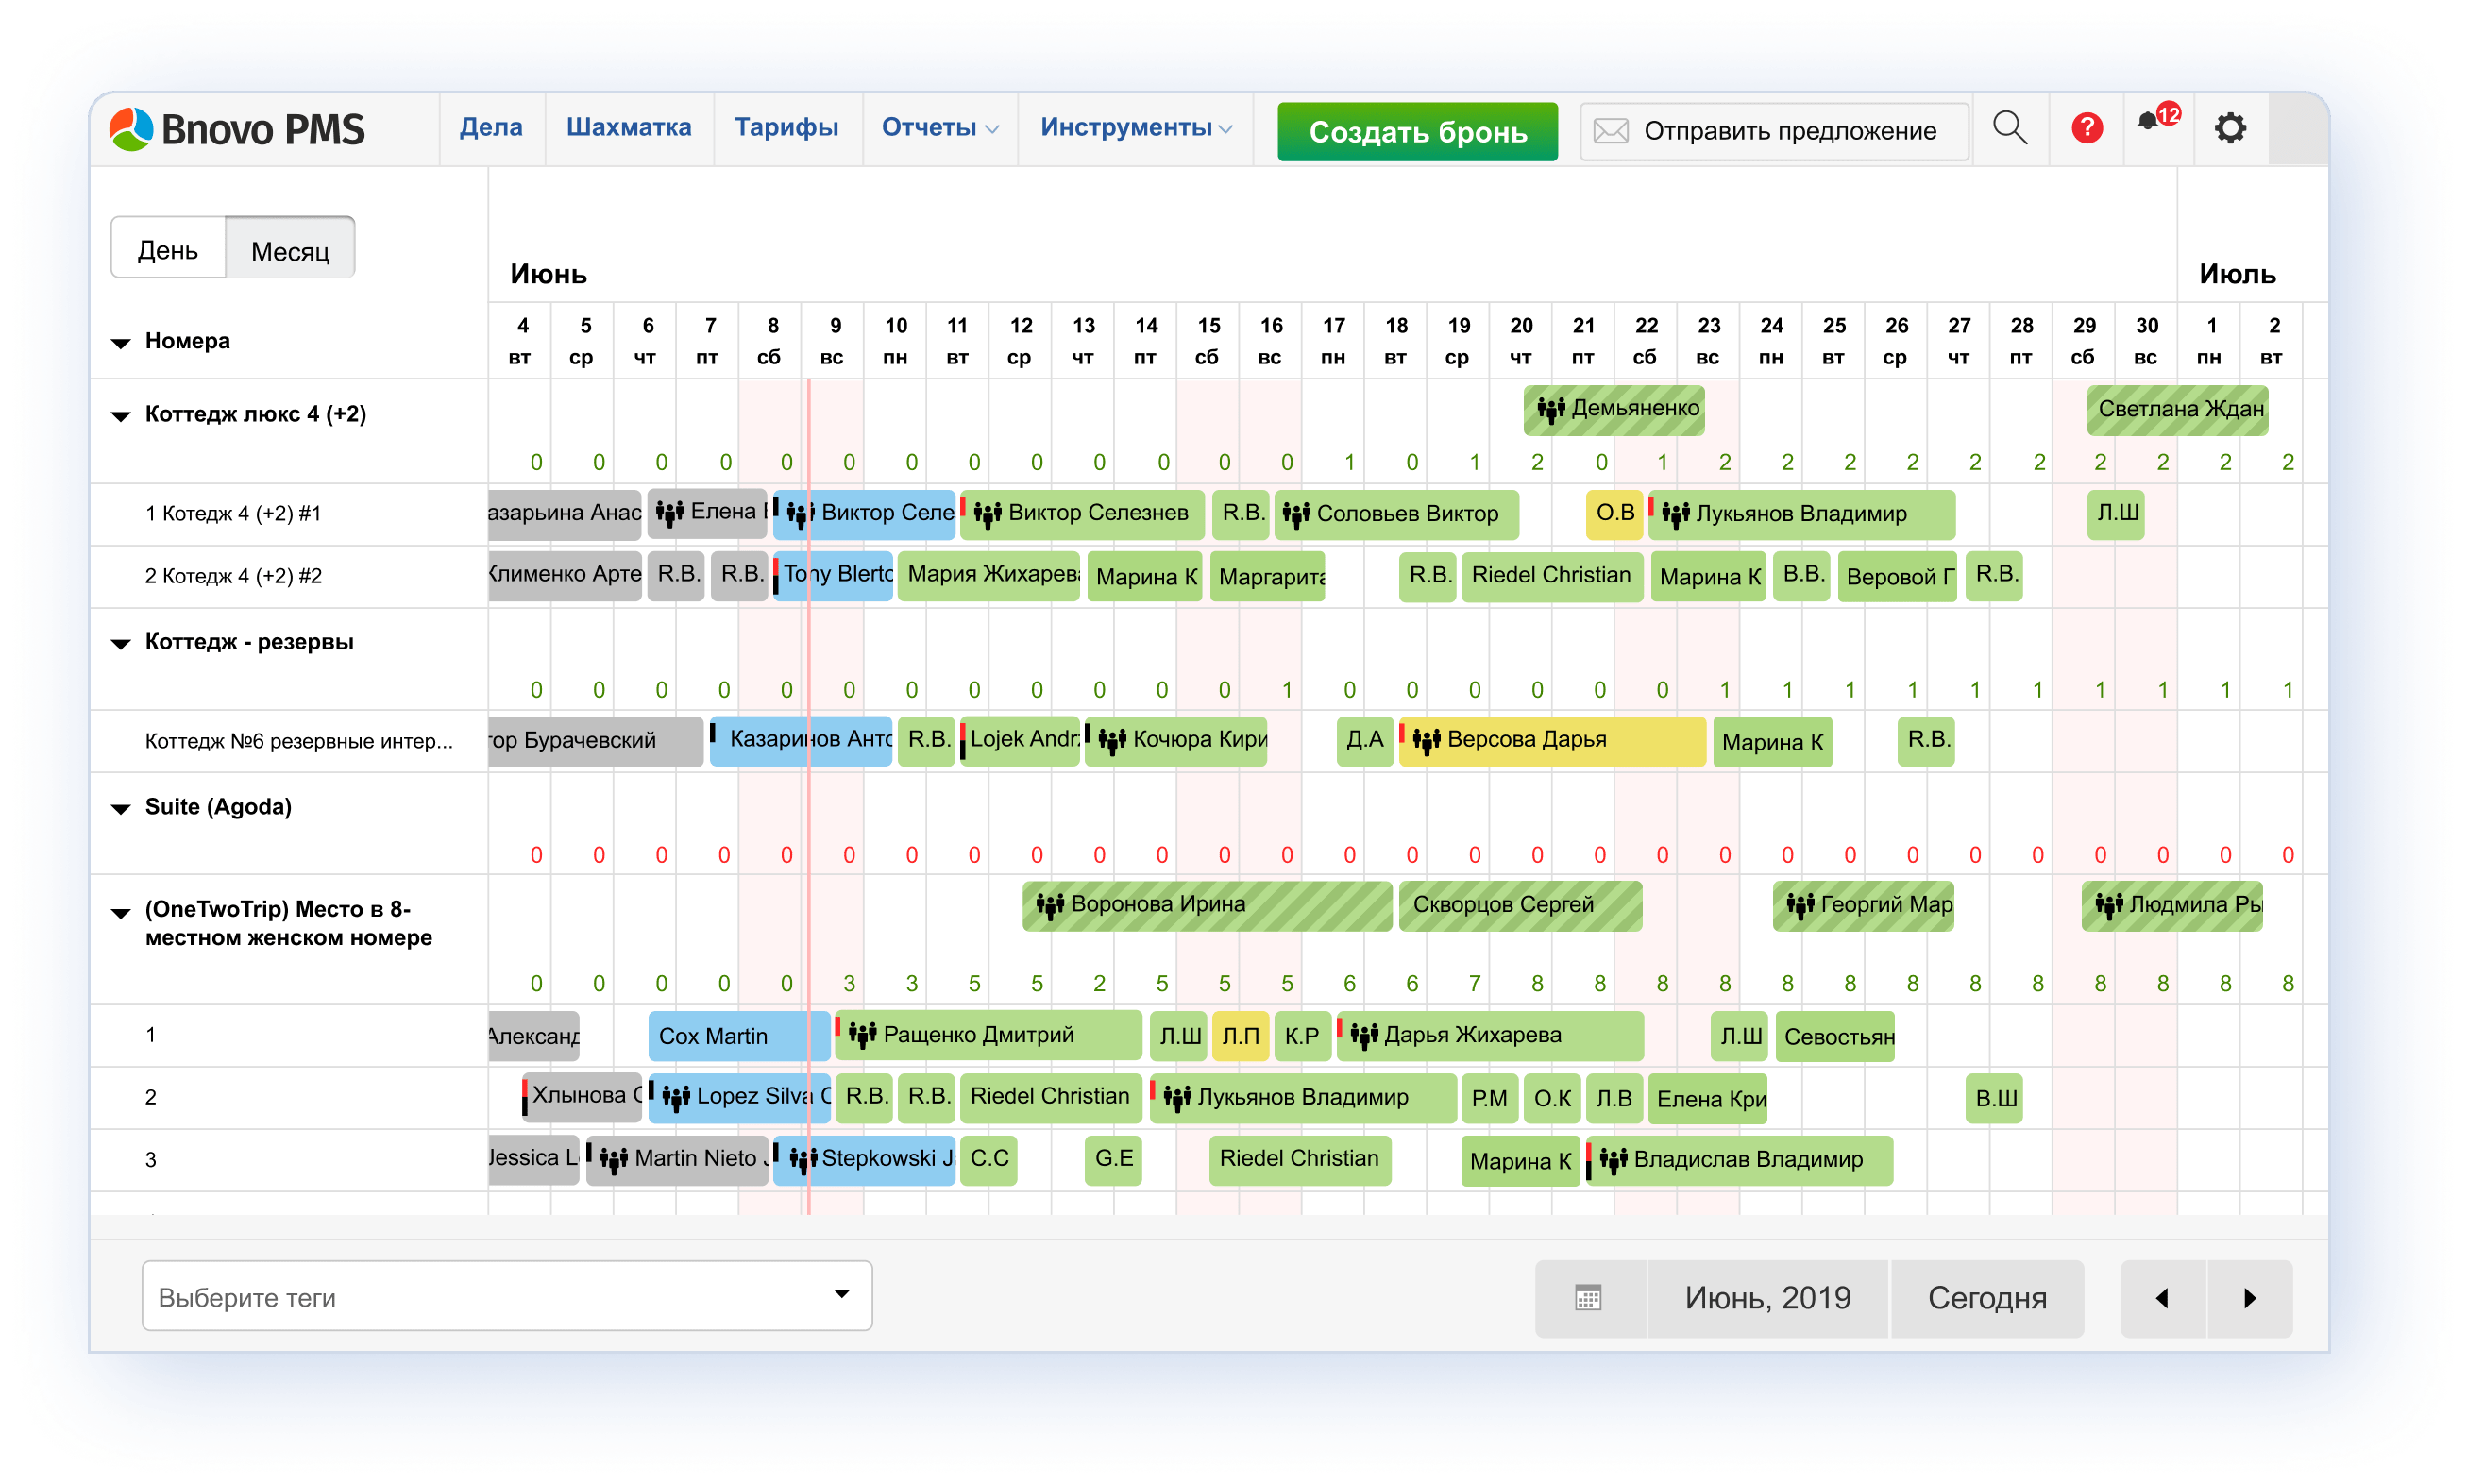 Bnovo PMS Дела Шахматка Тарифы Отчеты Инструменты Создать бронь Отправить предложение ? 12
День Месяц
Июнь Июль
Номера
4 5 6 7 8 9 10 11 12 13 14 15 16 17 18 19 20 21 22 23 24 25 26 27 28 29 30 1 2
вт ср чт пт сб вс пн вт ср чт пт сб вс пн вт ср чт пт сб вс пн вт ср чт пт сб вс пн вт
Коттедж люкс 4 (+2) Демьяненко Светлана Ждан
0 0 0 0 0 0 0 0 0 0 0 0 0 1 0 1 2 0 1 2 2 2 2 2 2 2 2 2 2
1 Котедж 4 (+2) #1 азарьина Анас Елена Виктор Селе Виктор Селезнев R.B. Соловьев Виктор О.В Лукьянов Владимир Л.Ш
2 Котедж 4 (+2) #2 Клименко Арте R.B. R.B. Tony Blerto Мария Жихарева Марина К Маргарита R.B. Riedel Christian Марина К В.В. Веровой Г R.B.
Коттедж - резервы
0 0 0 0 0 0 0 0 0 0 0 0 1 0 0 0 0 0 0 1 1 1 1 1 1 1 1 1 1
Коттедж №6 резервные интер... гор Бурачевский Казаринов Анто R.B. Lojek Andrz Кочюра Кири Д.А Версова Дарья Марина К R.B.
Suite (Agoda)
0 0 0 0 0 0 0 0 0 0 0 0 0 0 0 0 0 0 0 0 0 0 0 0 0 0 0 0 0
(OneTwoTrip) Место в 8- Воронова Ирина Скворцов Сергей Георгий Мар Людмила Ры
местном женском номере
0 0 0 0 0 3 3 5 5 2 5 5 5 6 6 7 8 8 8 8 8 8 8 8 8 8 8 8 8
1 Александ Cox Martin Ращенко Дмитрий Л.Ш Л.П К.Р Дарья Жихарева Л.Ш Севостьян
2 Хлынова Lopez Silva R.B. R.B. Riedel Christian Лукьянов Владимир Р.М О.К Л.В Елена Кри В.Ш
3 Jessica L Martin Nieto J Stepkowski Ja C.C G.E Riedel Christian Марина К Владислав Владимир
Выберите теги Июнь, 2019 Сегодня